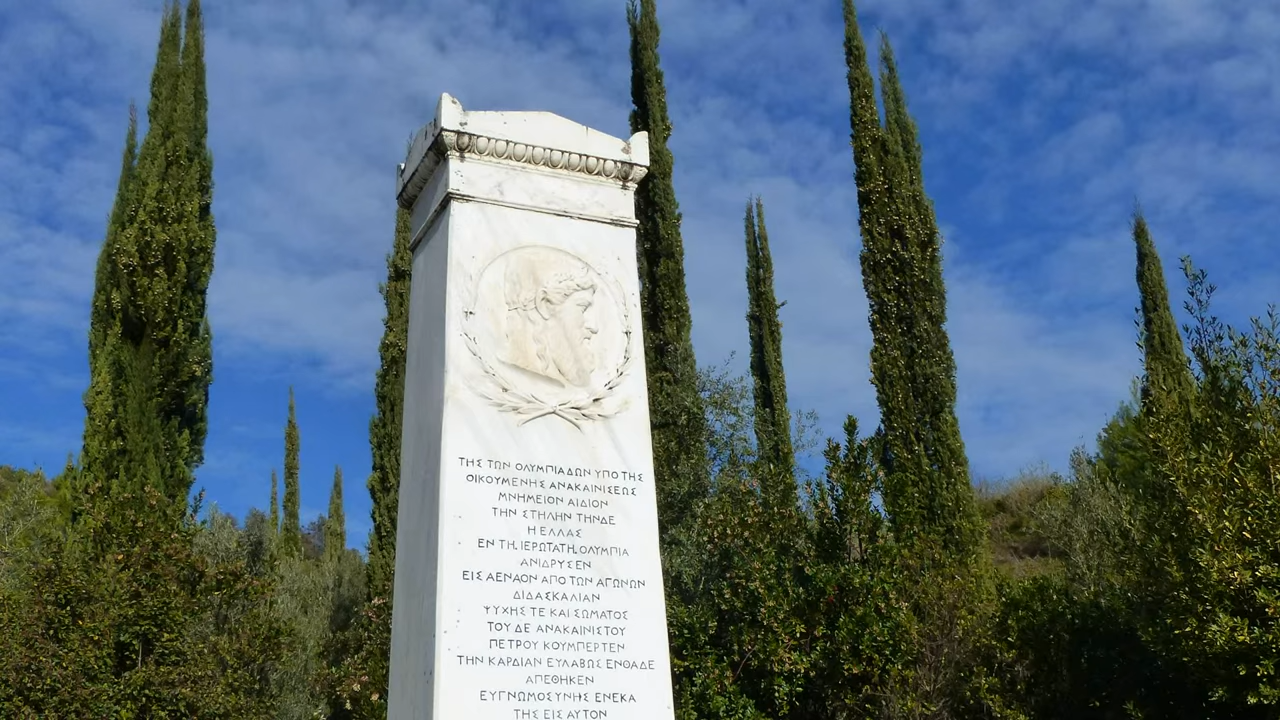 ΤΗΣ ΤΩΝ ΟΛΥΜΠΙΑΔΩΝ ΥΠΟ ΤΗΣ
ΟΙΚΟΥΜΕΝΗΣ ΑΝΑΚΑΙΝΙΣΕΩΣ
ΜΝΗΜΕΙΟΝ ΑΙΔΙΟΝ
ΤΗΝ ΣΤΗΛΗΝ ΤΗΝΔΕ
Η ΕΛΛΑΣ
ΕΝ ΤΗ, ΙΕΡΩΤΑΤΗ, ΟΛΥΜΠΙΑ
ΑΝΙΔΡΥΣΕΝ
ΕΙΣ ΑΕΝΑΟΝ ΑΠΟ ΤΩΝ ΑΓΩΝΩΝ
ΔΙΔΑΣΚΑΛΙΑΝ
ΨΥΧΗΣ ΤΕ ΚΑΙ ΣΩΜΑΤΟΣ
ΤΟΥ ΔΕ ΑΝΑΚΑΙΝΙΣΤΟΥ
ΠΕΤΡΟΥ ΚΟΥΜΠΕΡΤΕΝ
ΤΗΝ ΚΑΡΔΙΑΝ ΕΥΛΑΒΩΣ ΕΝΘΑΔΕ
ΑΠΕΘΗΚΕΝ
ΕΥΓΝΩΜΟΣΥΝΗΣ ΕΝΕΚΑ
ΤΗΣ ΕΙΣ ΑΥΤΟΝ